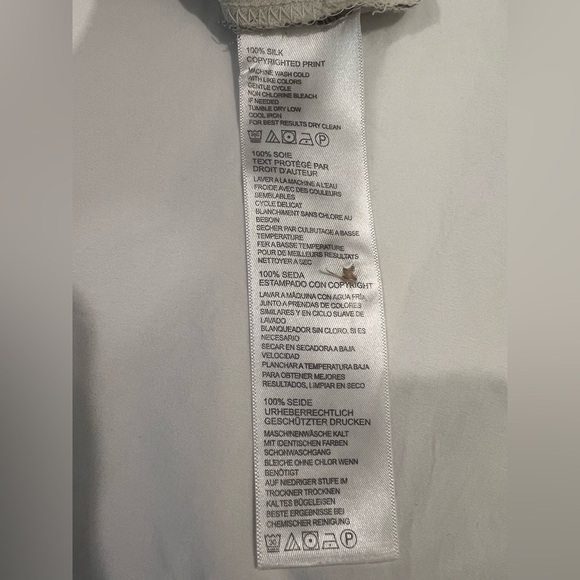 100% SILK
COPYRIGHTED PRINT
MACHINE WASH COLD
WITH LIKE COLORS
GENTLE CYCLE
NON CHLORINE BLEACH
IF NEEDED
TUMBLE DRY LOW
COOL IRON
FOR BEST RESULTS DRY CLEAN
100% SOIE
TEXT PROTÉGÉ PAR
DROIT D'AUTEUR
LAVER A LA MACHINE A L'EAU
FROIDE AVEC DES COULEURS
SEMBLABLES
CYCLE DELICAT
BLANCHIMENT SANS CHLORE AU
BESOIN
SECHER PAR CULBUTAGE A BASSE
TEMPERATURE
FER A BASSE TEMPERATURE
POUR DE MEILLEURS RESULTATS
NETTOYER A SEC
100% SEDA
ESTAMPADO CON COPYRIGHT
LAVAR A MÁQUINA CON AGUA FRÍA,
JUNTO A PRENDAS DE COLORES
SIMILARES Y EN CICLO SUAVE DE
LAVADO
BLANQUEADOR SIN CLORO, SI ES
NECESARIO
SECAR EN SECADORA A BAJA
VELOCIDAD
PLANCHAR A TEMPERATURA BAJA
PARA OBTENER MEJORES
RESULTADOS, LIMPIAR EN SECO
100% SEIDE
URHEBERRECHTLICH
GESCHÜTZTER DRUCKEN
MASCHINENWÄSCHE KALT
MIT IDENTISCHEN FARBEN
SCHONWASCHGANG
BLEICHE OHNE CHLOR WENN
BENÖTIGT
AUF NIEDRIGER STUFE IM
TROCKNER TROCKNEN
KALTES BÜGELEISEN
BESTE ERGEBNISSE BEI
CHEMISCHER REINIGUNG
30 P